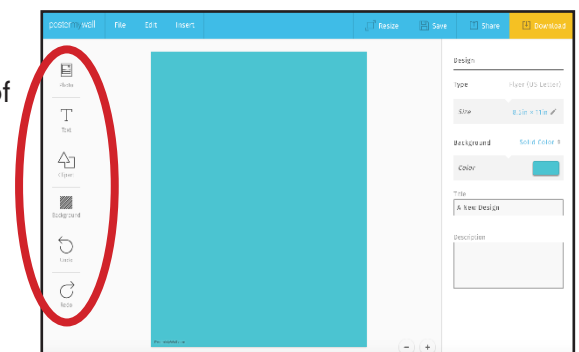 of
postermywall File Edit Insert Resize Save Share Download
Photo
Text
Clipart
Background
Undo
Redo
Design
Type Flyer (US Letter)
Size 8.5in × 11in
Background Solid Color
Color
Title
A New Design
Description